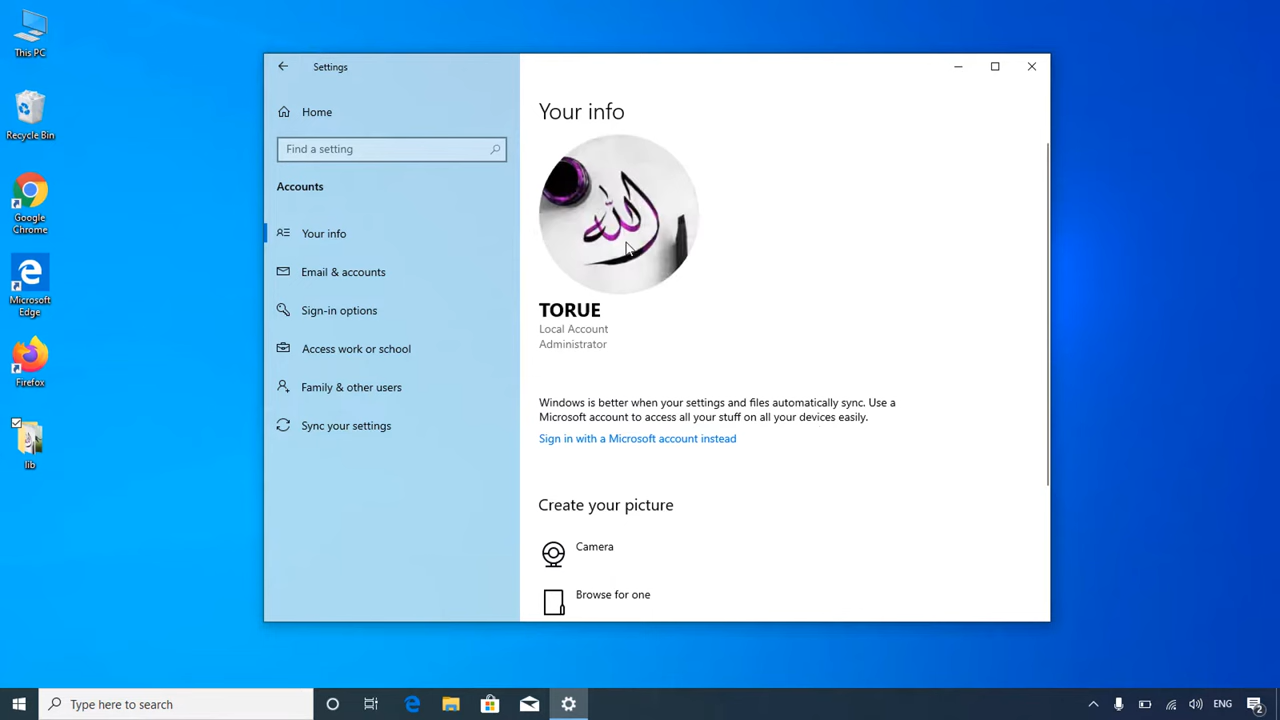 This PC
Recycle Bin
Google
Chrome
Microsoft
Edge
Firefox
lib
Settings
Home
Find a setting
Accounts
Your info
Email & accounts
Sign-in options
Access work or school
Family & other users
Sync your settings
Your info
الله
TORUE
Local Account
Administrator
Windows is better when your settings and files automatically sync. Use a
Microsoft account to access all your stuff on all your devices easily.
Sign in with a Microsoft account instead
Create your picture
Camera
Browse for one
Type here to search
ENG
2